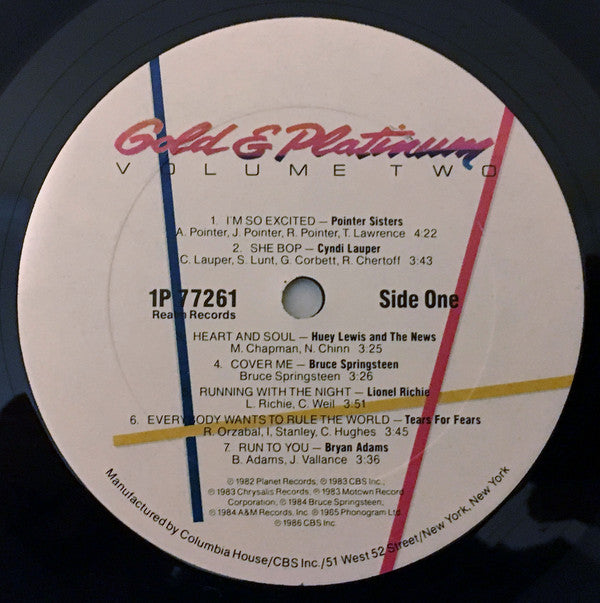 Gold & Platinum
VOLUME TWO
1. I'M SO EXCITED — Pointer Sisters
A. Pointer, J. Pointer, R. Pointer, T. Lawrence 4:22
2. SHE BOP — Cyndi Lauper
C. Lauper, S. Lunt, G. Corbett, R. Chertoff 3:43
1P 77261
Realm Records
Side One
HEART AND SOUL — Huey Lewis and The News
M. Chapman, N. Chinn 3:25
4. COVER ME — Bruce Springsteen
Bruce Springsteen 3:26
RUNNING WITH THE NIGHT — Lionel Richie
L. Richie, C. Weil 3:51
6. EVERYBODY WANTS TO RULE THE WORLD — Tears For Fears
R. Orzabal, I, Stanley, C. Hughes 3:45
7. RUN TO YOU — Bryan Adams
B. Adams, J. Vallance 3:36
℗ 1982 Planet Records, ℗ 1983 CBS Inc.,
℗ 1983 Chrysalis Records, ℗ 1983 Motown Record
Corporation, ℗ 1984 Bruce Springsteen,
℗ 1984 A&M Records, Inc. ℗ 1985 Phonogram Ltd.,
℗ 1986 CBS Inc.
Manufactured by Columbia House/CBS Inc./51 West 52 Street/New York, New York